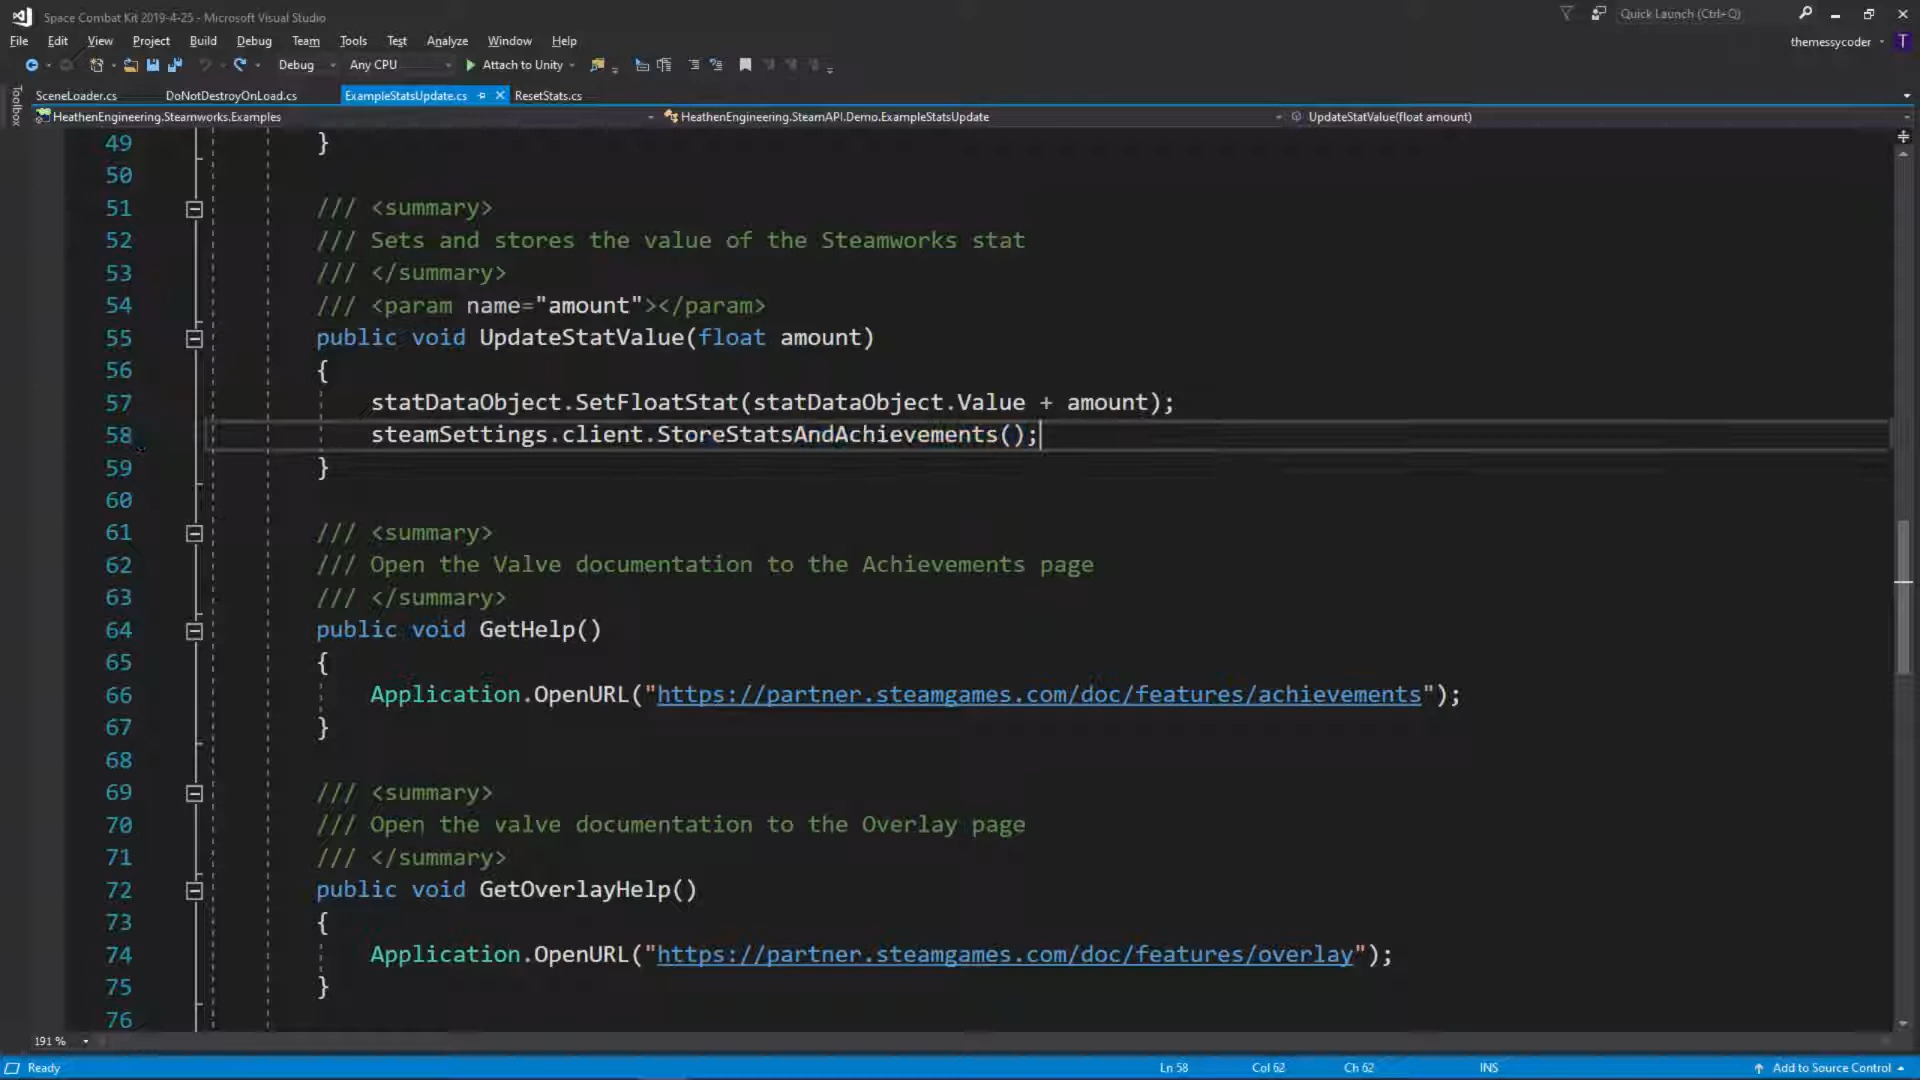 Space Combat Kit 2019-4-25 - Microsoft Visual Studio
Quick Launch (Ctrl+Q)
File Edit View Project Build Debug Team Tools Test Analyze Window Help
themessycoder
T
Debug Any CPU Attach to Unity
Toolbox
SceneLoader.cs DoNotDestroyOnLoad.cs ExampleStatsUpdate.cs ResetStats.cs
HeathenEngineering.Steamworks.Examples HeathenEngineering.SteamAPI.Demo.ExampleStatsUpdate UpdateStatValue(float amount)
49 }
50
51 /// <summary>
52 /// Sets and stores the value of the Steamworks stat
53 /// </summary>
54 /// <param name="amount"></param>
55 public void UpdateStatValue(float amount)
56 {
57 statDataObject.SetFloatStat(statDataObject.Value + amount);
58 steamSettings.client.StoreStatsAndAchievements();
59 }
60
61 /// <summary>
62 /// Open the Valve documentation to the Achievements page
63 /// </summary>
64 public void GetHelp()
65 {
66 Application.OpenURL("https://partner.steamgames.com/doc/features/achievements");
67 }
68
69 /// <summary>
70 /// Open the valve documentation to the Overlay page
71 /// </summary>
72 public void GetOverlayHelp()
73 {
74 Application.OpenURL("https://partner.steamgames.com/doc/features/overlay");
75 }
76
191 %
Ready Ln 58 Col 62 Ch 62 INS Add to Source Control